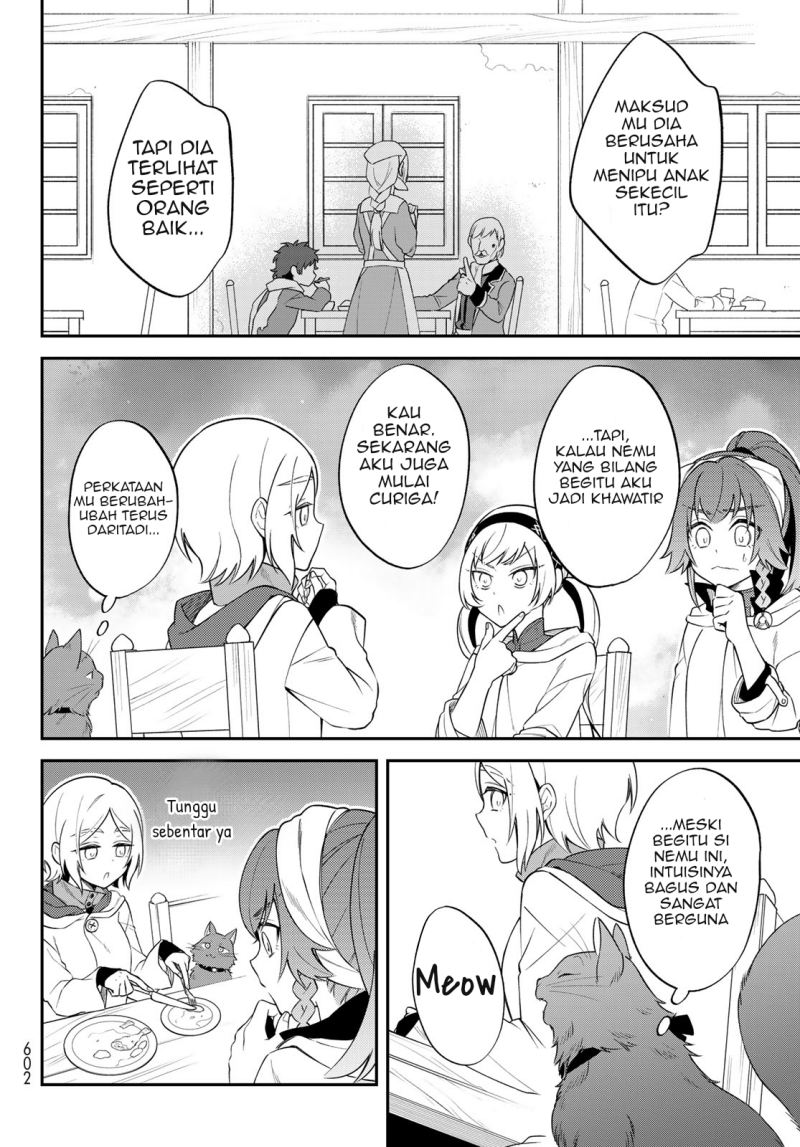 MAKSUD
MU DIA
BERUSAHA
UNTUK
MENIPU ANAK
SEKECIL
ITU?
TAPI DIA
TERLIHAT
SEPERTI
ORANG
BAIK...
...TAPI,
KALAU NEMU
YANG BILANG
BEGITU AKU
JADI KHAWATIR
KAU
BENAR.
SEKARANG
AKU JUGA
MULAI
CURIGA!
PERKATAAN
MU BERUBAH-
UBAH TERUS
DARITADI...
...MESKI
BEGITU SI
NEMU INI,
INTUISINYA
BAGUS DAN
SANGAT
BERGUNA
Meow
Tunggu
sebentar ya
602